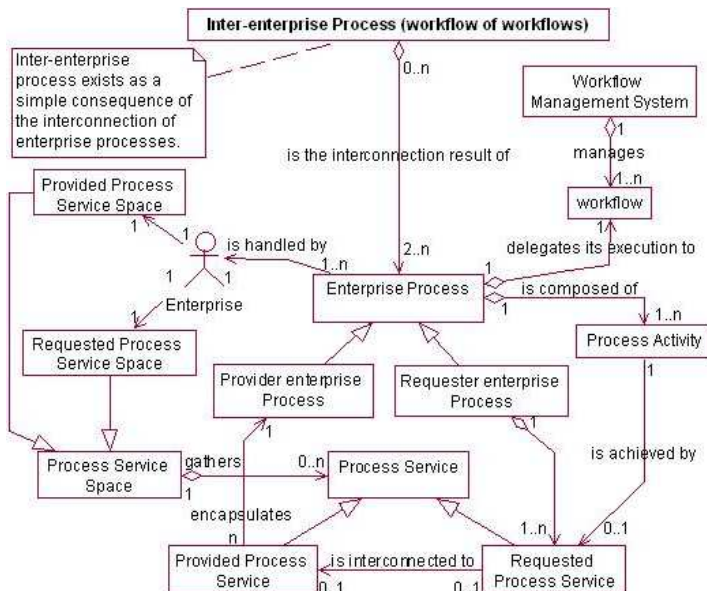 Inter-enterprise Process (workflow of workflows)
Inter-enterprise
process exists as a
simple consequence of
the interconnection of
enterprise processes.
0..n
Workflow
Management System
1
manages
is the interconnection result of
1..n
workflow
Provided Process
Service Space
1
1
is handled by
1..n
2..n
1
delegates its execution to
1
1
1
Enterprise
1
Enterprise Process
1
is composed of
1..n
Process Activity
1
Requested Process
Service Space
Provider enterprise
Process
1
Requester enterprise
Process
1
is achieved by
Process Service
Space
gathers
1
0..n
Process Service
encapsulates
n
1..n
0..1
Provided Process
Service
is interconnected to
0..1
0..1
Requested
Process Service